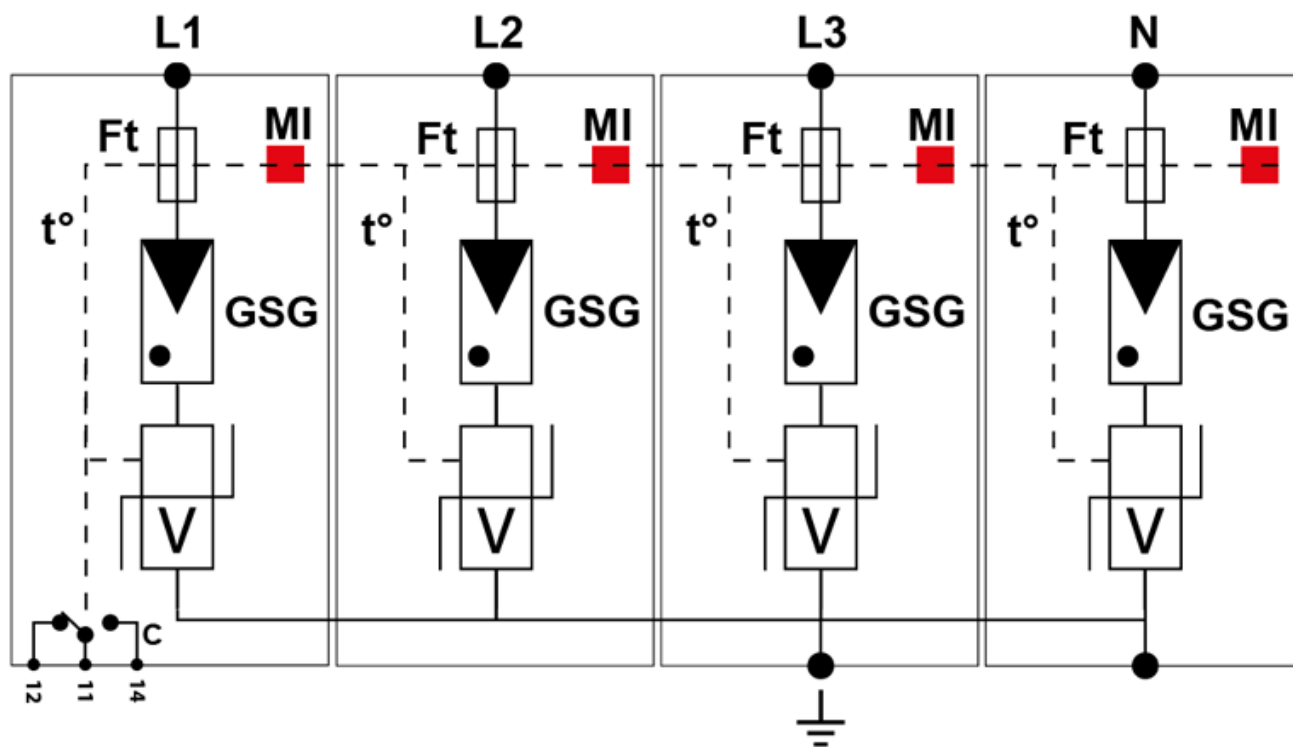 L1 L2 L3 N
Ft MI Ft MI Ft MI Ft MI
t° t° t° t°
GSG GSG GSG GSG
V V V V
C
12 11 14